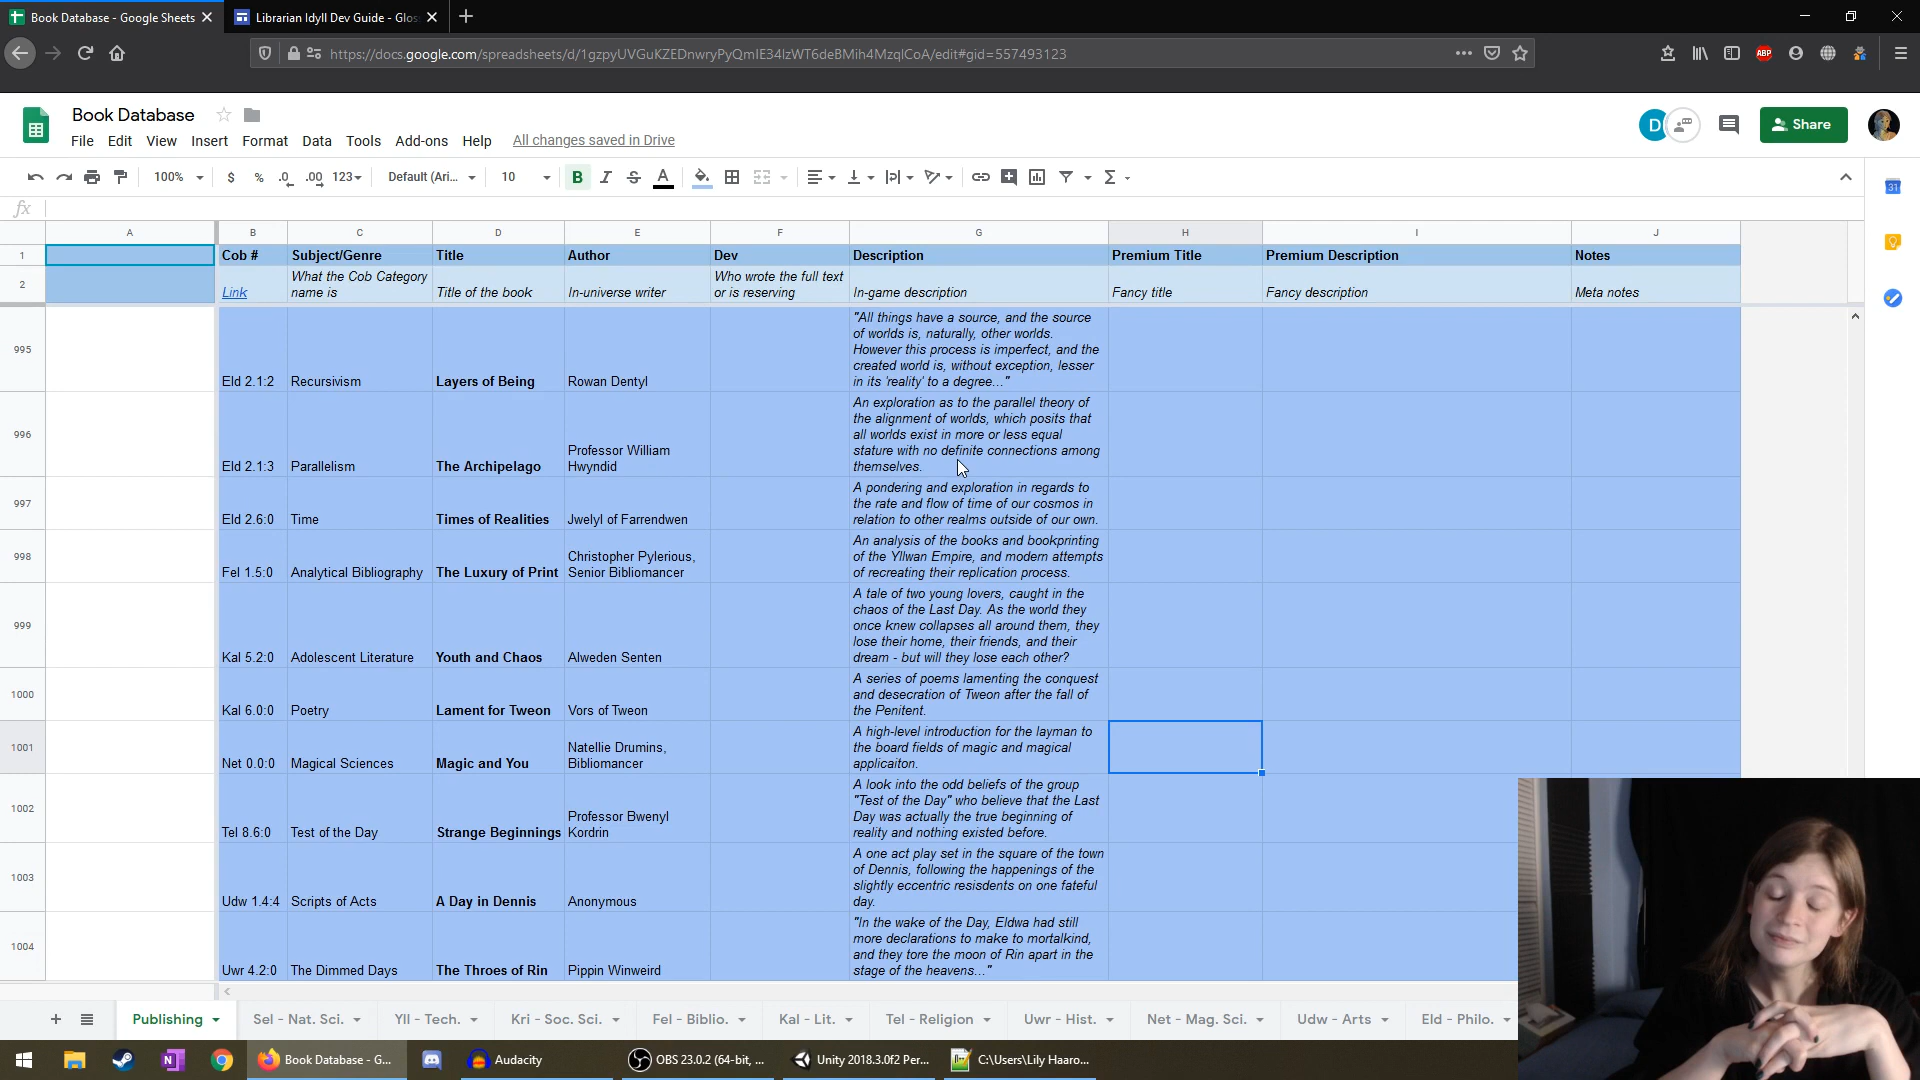 Book Database - Google Sheets
Librarian Idyll Dev Guide - Glos
https://docs.google.com/spreadsheets/d/1gzpyUVGuKZEDnwryPyQmIE34lzWT6deBMih4MzqlCoA/edit#gid=557493123
ABP
Book Database
File Edit View Insert Format Data Tools Add-ons Help All changes saved in Drive
D
Share
100% $ % .0 .00 123 Default (Ari... 10 B I S A Σ
31
fx
A B C D E F G H I J
1 Cob # Subject/Genre Title Author Dev Description Premium Title Premium Description Notes
2 Link What the Cob Category name is Title of the book In-universe writer Who wrote the full text or is reserving In-game description Fancy title Fancy description Meta notes
995 Eld 2.1:2 Recursivism Layers of Being Rowan Dentyl
"All things have a source, and the source
of worlds is, naturally, other worlds.
However this process is imperfect, and the
created world is, without exception, lesser
in its 'reality' to a degree..."
996 Eld 2.1:3 Parallelism The Archipelago Professor William Hwyndid
An exploration as to the parallel theory of
the alignment of worlds, which posits that
all worlds exist in more or less equal
stature with no definite connections among
themselves.
997 Eld 2.6:0 Time Times of Realities Jwelyl of Farrendwen
A pondering and exploration in regards to
the rate and flow of time of our cosmos in
relation to other realms outside of our own.
998 Fel 1.5:0 Analytical Bibliography The Luxury of Print Christopher Pylerious, Senior Bibliomancer
An analysis of the books and bookprinting
of the Yllwan Empire, and modern attempts
of recreating their replication process.
999 Kal 5.2:0 Adolescent Literature Youth and Chaos Alweden Senten
A tale of two young lovers, caught in the
chaos of the Last Day. As the world they
once knew collapses all around them, they
lose their home, their friends, and their
dream - but will they lose each other?
1000 Kal 6.0:0 Poetry Lament for Tweon Vors of Tweon
A series of poems lamenting the conquest
and desecration of Tweon after the fall of
the Penitent.
1001 Net 0.0:0 Magical Sciences Magic and You Natellie Drumins, Bibliomancer
A high-level introduction for the layman to
the board fields of magic and magical
applicaiton.
1002 Tel 8.6:0 Test of the Day Strange Beginnings Professor Bwenyl Kordrin
A look into the odd beliefs of the group
"Test of the Day" who believe that the Last
Day was actually the true beginning of
reality and nothing existed before.
1003 Udw 1.4:4 Scripts of Acts A Day in Dennis Anonymous
A one act play set in the square of the town
of Dennis, following the happenings of the
slightly eccentric resisdents on one fateful
day.
1004 Uwr 4.2:0 The Dimmed Days The Throes of Rin Pippin Winweird
"In the wake of the Day, Eldwa had still
more declarations to make to mortalkind,
and they tore the moon of Rin apart in the
stage of the heavens..."
Publishing Sel - Nat. Sci. Yll - Tech. Kri - Soc. Sci. Fel - Biblio. Kal - Lit. Tel - Religion Uwr - Hist. Net - Mag. Sci. Udw - Arts Eld - Philo.
Book Database - G... Audacity OBS 23.0.2 (64-bit, ... Unity 2018.3.0f2 Per... C:\Users\Lily Haaro...